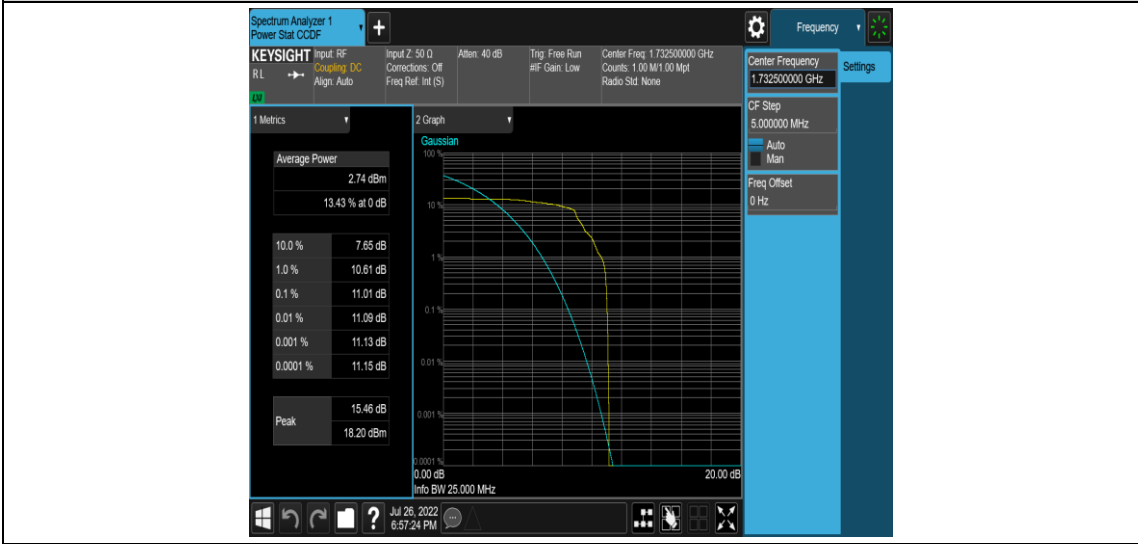 Spectrum Analyzer 1
Power Stat CCDF
+
Frequency
KEYSIGHT
R L
LXI
Input: RF
Coupling: DC
Align: Auto
Input Z: 50 Ω
Corrections: Off
Freq Ref: Int (S)
Atten: 40 dB
Trig: Free Run
#IF Gain: Low
Center Freq: 1.732500000 GHz
Counts: 1.00 M/1.00 Mpt
Radio Std: None
Center Frequency
1.732500000 GHz
Settings
CF Step
5.000000 MHz
Auto
Man
Freq Offset
0 Hz
1 Metrics
Average Power
2.74 dBm
13.43 % at 0 dB
10.0 % 7.65 dB
1.0 % 10.61 dB
0.1 % 11.01 dB
0.01 % 11.09 dB
0.001 % 11.13 dB
0.0001 % 11.15 dB
Peak
15.46 dB
18.20 dBm
2 Graph
Gaussian
100 %
10 %
1 %
0.1 %
0.01 %
0.001 %
0.0001 %
0.00 dB
20.00 dB
Info BW 25.000 MHz
?
Jul 26, 2022
6:57:24 PM